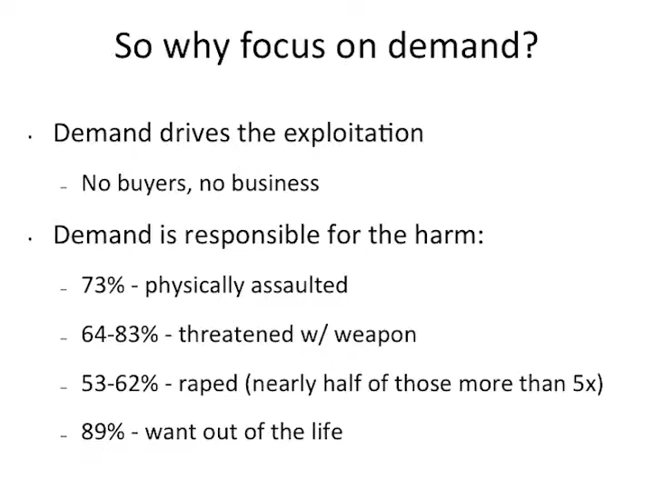 So why focus on demand?
· Demand drives the exploitation
– No buyers, no business
· Demand is responsible for the harm:
– 73% - physically assaulted
– 64-83% - threatened w/ weapon
– 53-62% - raped (nearly half of those more than 5x)
– 89% - want out of the life